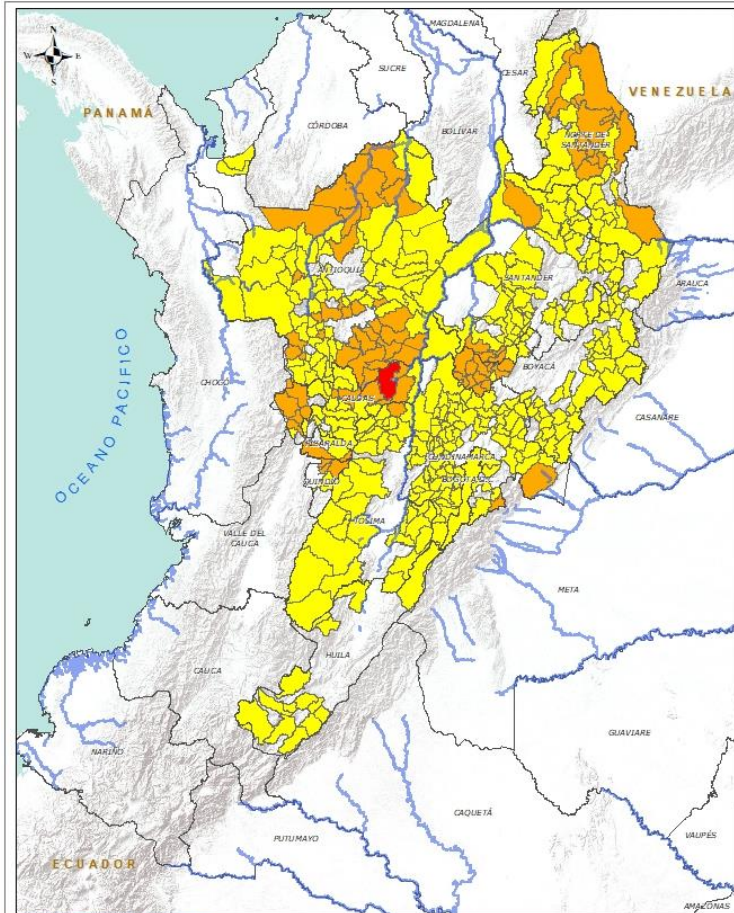 MAGDALENA
N
W E
S
SUCRE
CESAR
VENEZUELA
PANAMÁ
CÓRDOBA
BOLÍVAR
NORTE DE
SANTANDER
ANTIOQUIA
SANTANDER
ARAUCA
BOYACÁ
CHOCÓ
CALDAS
OCEANO PACIFICO
CASANARE
RISARALDA
CUNDINAMARCA
BOGOTÁ D.C.
QUINDÍO
TOLIMA
VALLE DEL
CAUCA
META
HUILA
CAUCA
GUAVIARE
NARIÑO
CAQUETÁ
PUTUMAYO
VAUPÉS
ECUADOR
AMAZONAS